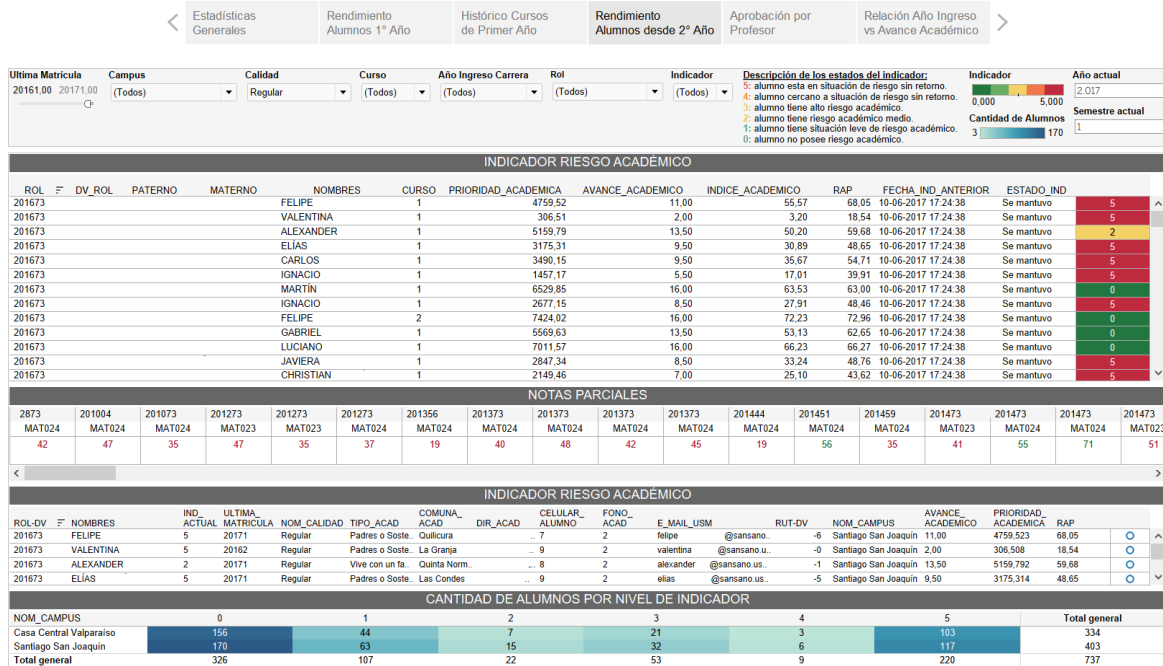 Estadísticas Generales
Rendimiento Alumnos 1° Año
Histórico Cursos de Primer Año
Rendimiento Alumnos desde 2° Año
Aprobación por Profesor
Relación Año Ingreso vs Avance Académico
Ultima Matrícula Campus Calidad Curso Año Ingreso Carrera Rol Indicador
20161,00 20171,00 (Todos) Regular (Todos) (Todos) (Todos) (Todos)
Descripción de los estados del indicador:
5: alumno esta en situación de riesgo sin retorno.
4: alumno cercano a situación de riesgo sin retorno.
3: alumno tiene alto riesgo académico.
2: alumno tiene riesgo académico medio.
1: alumno tiene situación leve de riesgo académico.
0: alumno no posee riesgo académico.
Indicador
0,000 5,000
Cantidad de Alumnos
3 170
Año actual
2.017
Semestre actual
1
INDICADOR RIESGO ACADÉMICO
ROL DV_ROL PATERNO MATERNO NOMBRES CURSO PRIORIDAD_ACADEMICA AVANCE_ACADEMICO INDICE_ACADEMICO RAP FECHA_IND_ANTERIOR ESTADO_IND
201673 FELIPE 1 4759,52 11,00 55,57 68,05 10-06-2017 17:24:38 Se mantuvo 5
201673 VALENTINA 1 306,51 2,00 3,20 18,54 10-06-2017 17:24:38 Se mantuvo 5
201673 ALEXANDER 1 5159,79 13,50 50,20 59,68 10-06-2017 17:24:38 Se mantuvo 2
201673 ELÍAS 1 3175,31 9,50 30,89 48,65 10-06-2017 17:24:38 Se mantuvo 5
201673 CARLOS 1 3490,15 9,50 35,67 54,71 10-06-2017 17:24:38 Se mantuvo 5
201673 IGNACIO 1 1457,17 5,50 17,01 39,91 10-06-2017 17:24:38 Se mantuvo 5
201673 MARTÍN 1 6529,85 16,00 63,53 63,00 10-06-2017 17:24:38 Se mantuvo 0
201673 IGNACIO 1 2677,15 8,50 27,91 48,46 10-06-2017 17:24:38 Se mantuvo 5
201673 FELIPE 2 7424,02 16,00 72,23 72,96 10-06-2017 17:24:38 Se mantuvo 0
201673 GABRIEL 1 5569,63 13,50 53,13 62,65 10-06-2017 17:24:38 Se mantuvo 0
201673 LUCIANO 1 7011,57 16,00 66,23 66,27 10-06-2017 17:24:38 Se mantuvo 0
201673 JAVIERA 1 2847,34 8,50 33,24 48,76 10-06-2017 17:24:38 Se mantuvo 5
201673 CHRISTIAN 1 2149,46 7,00 25,10 43,62 10-06-2017 17:24:38 Se mantuvo 5
NOTAS PARCIALES
2873 201004 201073 201273 201273 201273 201356 201373 201373 201373 201373 201444 201451 201459 201473 201473 201473 201473
MAT024 MAT024 MAT024 MAT023 MAT023 MAT024 MAT024 MAT024 MAT024 MAT024 MAT024 MAT024 MAT024 MAT024 MAT023 MAT024 MAT024 MAT023
42 47 35 47 35 37 19 40 48 42 45 19 56 35 41 55 71 51
INDICADOR RIESGO ACADÉMICO
ROL-DV NOMBRES IND_ACTUAL ULTIMA_MATRICULA NOM_CALIDAD TIPO_ACAD COMUNA_ACAD DIR_ACAD CELULAR_ALUMNO FONO_ACAD E_MAIL_USM RUT-DV NOM_CAMPUS AVANCE_ACADEMICO PRIORIDAD_ACADEMICA RAP
201673 FELIPE 5 20171 Regular Padres o Soste.. Quilicura .. 7 2 felipe @sansano.. -6 Santiago San Joaquín 11,00 4759,523 68,05
201673 VALENTINA 5 20162 Regular Padres o Soste.. La Granja .. 9 2 valentina @sansano.u.. -0 Santiago San Joaquín 2,00 306,508 18,54
201673 ALEXANDER 2 20171 Regular Vive con un fa.. Quinta Norm.. .. 8 2 alexander @sansano.us.. -1 Santiago San Joaquín 13,50 5159,792 59,68
201673 ELÍAS 5 20171 Regular Padres o Soste.. Las Condes .. 9 2 elias @sansano.us.. -5 Santiago San Joaquín 9,50 3175,314 48,65
CANTIDAD DE ALUMNOS POR NIVEL DE INDICADOR
NOM_CAMPUS 0 1 2 3 4 5 Total general
Casa Central Valparaíso 156 44 7 21 3 103 334
Santiago San Joaquín 170 63 15 32 6 117 403
Total general 326 107 22 53 9 220 737